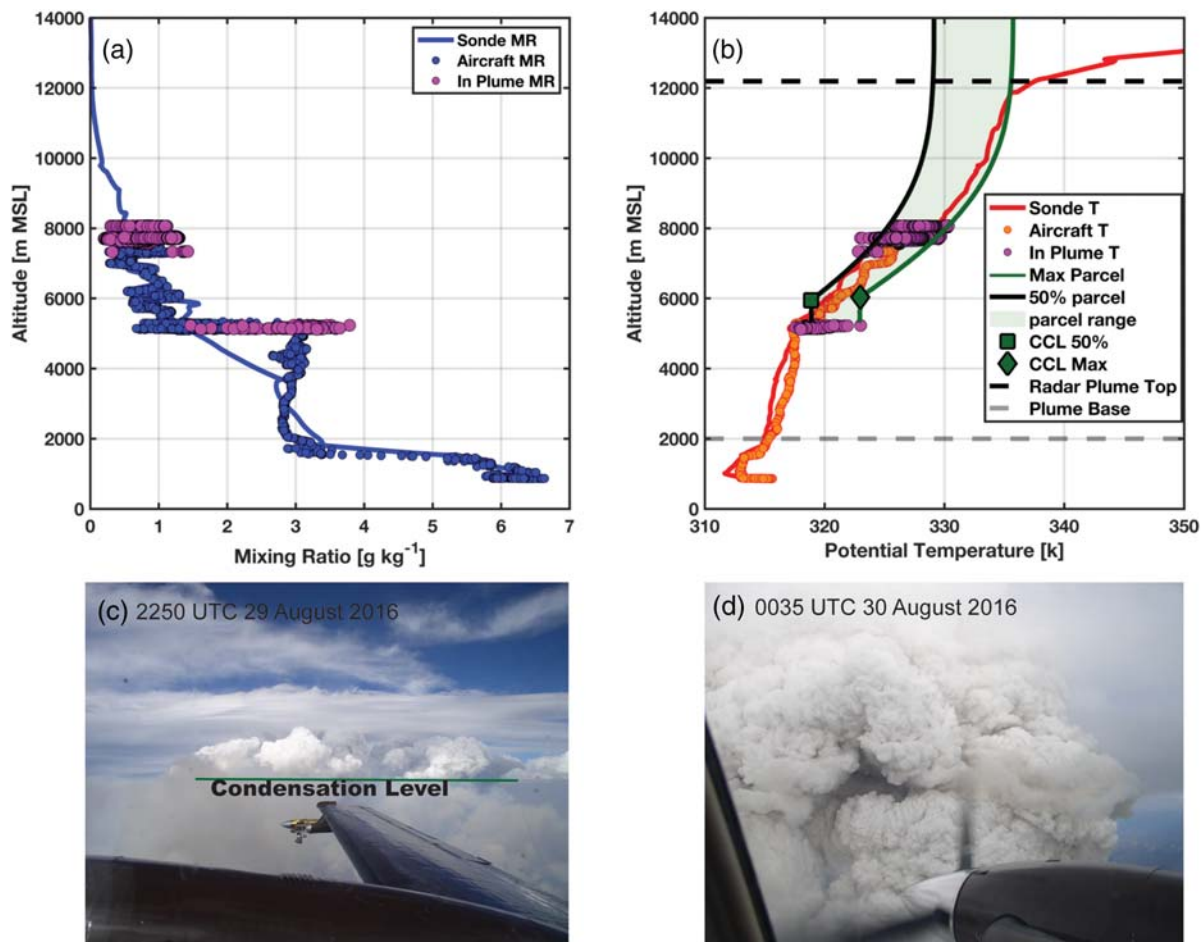 (a)
Sonde MR
Aircraft MR
In Plume MR
14000
12000
10000
8000
6000
4000
2000
0
Altitude [m MSL]
0 1 2 3 4 5 6 7
Mixing Ratio [g kg-1]
(b)
Sonde T
Aircraft T
In Plume T
Max Parcel
50% parcel
parcel range
CCL 50%
CCL Max
Radar Plume Top
Plume Base
14000
12000
10000
8000
6000
4000
2000
0
Altitude [m MSL]
310 320 330 340 350
Potential Temperature [k]
(c) 2250 UTC 29 August 2016
Condensation Level
(d) 0035 UTC 30 August 2016